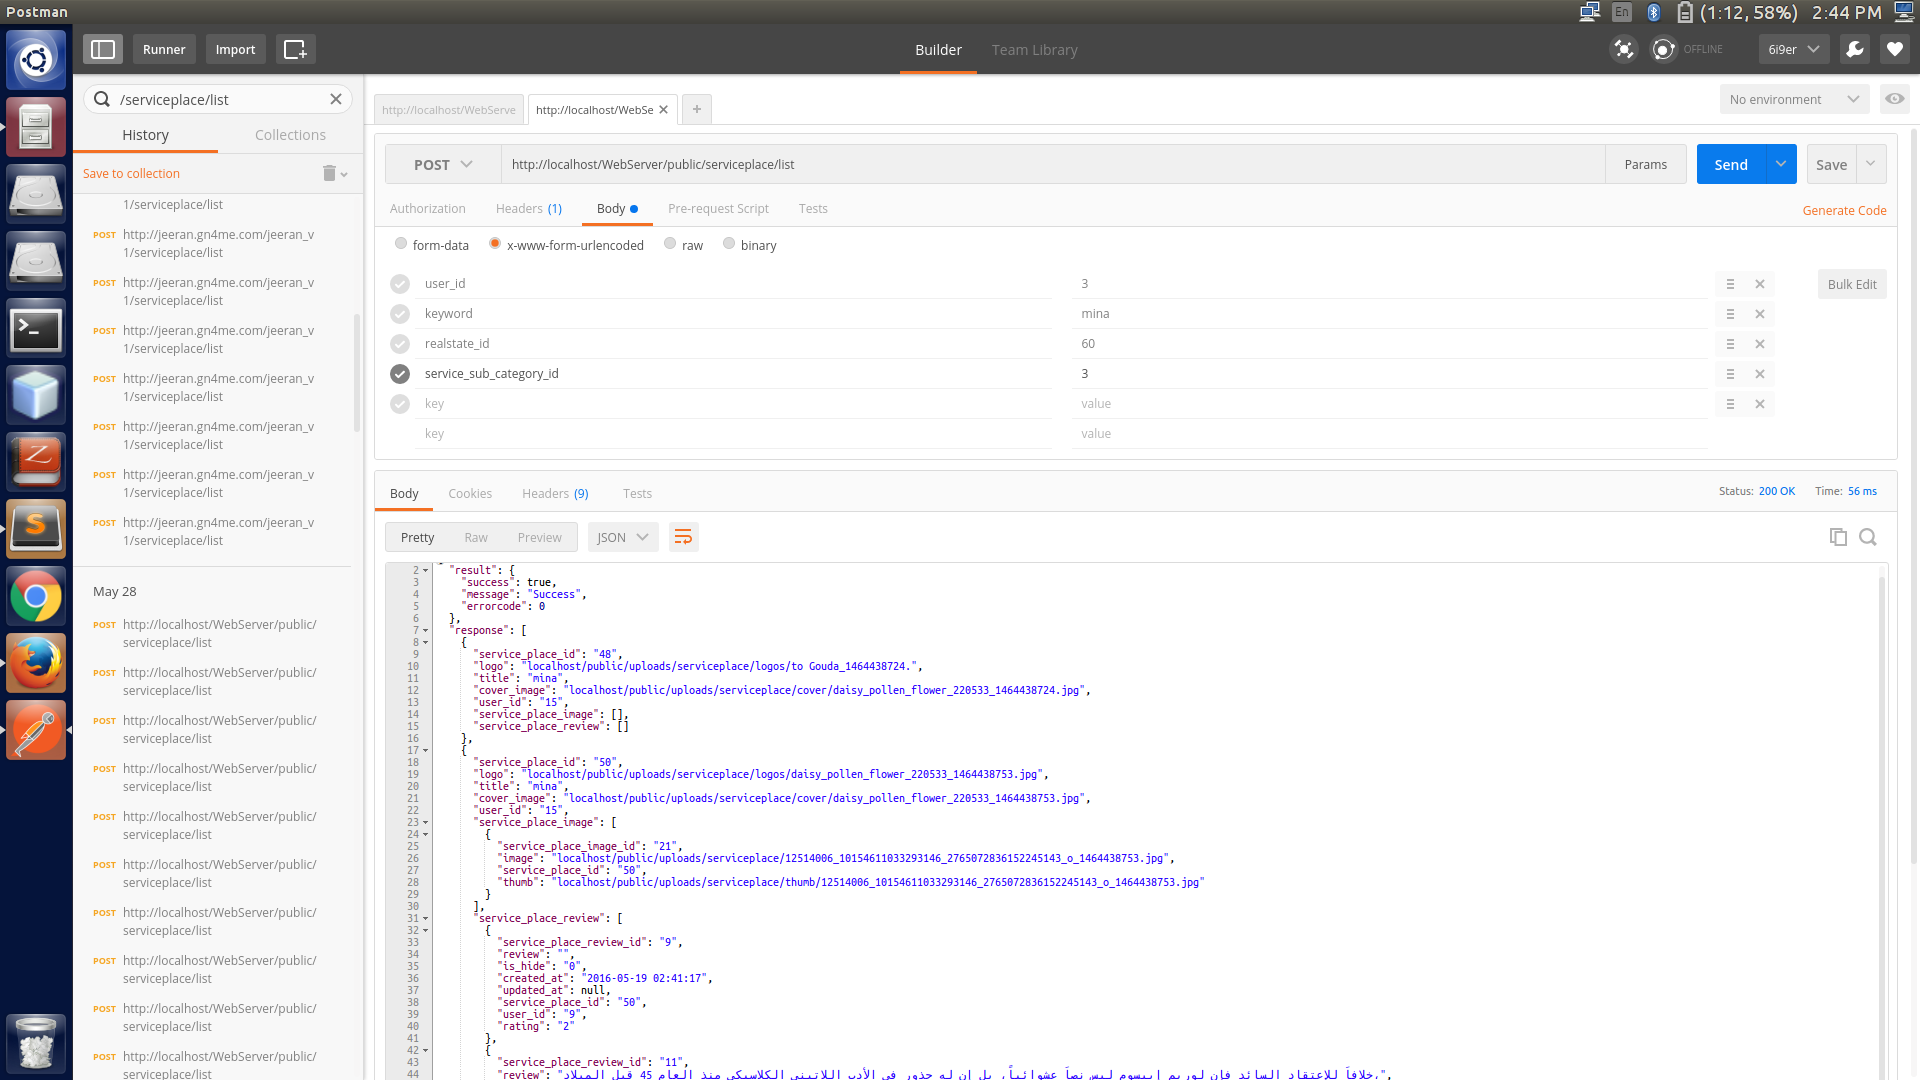 Postman
En
(1:12, 58%)
2:44 PM
Runner
Import
Builder
Team Library
OFFLINE
6i9er
/serviceplace/list
History
Collections
Save to collection
1/serviceplace/list
POST http://jeeran.gn4me.com/jeeran_v
1/serviceplace/list
POST http://jeeran.gn4me.com/jeeran_v
1/serviceplace/list
POST http://jeeran.gn4me.com/jeeran_v
1/serviceplace/list
POST http://jeeran.gn4me.com/jeeran_v
1/serviceplace/list
POST http://jeeran.gn4me.com/jeeran_v
1/serviceplace/list
POST http://jeeran.gn4me.com/jeeran_v
1/serviceplace/list
POST http://jeeran.gn4me.com/jeeran_v
1/serviceplace/list
May 28
POST http://localhost/WebServer/public/
serviceplace/list
POST http://localhost/WebServer/public/
serviceplace/list
POST http://localhost/WebServer/public/
serviceplace/list
POST http://localhost/WebServer/public/
serviceplace/list
POST http://localhost/WebServer/public/
serviceplace/list
POST http://localhost/WebServer/public/
serviceplace/list
POST http://localhost/WebServer/public/
serviceplace/list
POST http://localhost/WebServer/public/
serviceplace/list
POST http://localhost/WebServer/public/
serviceplace/list
POST http://localhost/WebServer/public/
serviceplace/list
http://localhost/WebServe
http://localhost/WebSe
No environment
POST
http://localhost/WebServer/public/serviceplace/list
Params
Send
Save
Authorization
Headers (1)
Body
Pre-request Script
Tests
Generate Code
form-data
x-www-form-urlencoded
raw
binary
user_id 3
Bulk Edit
keyword mina
realstate_id 60
service_sub_category_id 3
key value
key value
Body
Cookies
Headers (9)
Tests
Status: 200 OK
Time: 56 ms
Pretty
Raw
Preview
JSON
2 "result": {
3 "success": true,
4 "message": "Success",
5 "errorcode": 0
6 },
7 "response": [
8 {
9 "service_place_id": "48",
10 "logo": "localhost/public/uploads/serviceplace/logos/to Gouda_1464438724.",
11 "title": "mina",
12 "cover_image": "localhost/public/uploads/serviceplace/cover/daisy_pollen_flower_220533_1464438724.jpg",
13 "user_id": "15",
14 "service_place_image": [],
15 "service_place_review": []
16 },
17 {
18 "service_place_id": "50",
19 "logo": "localhost/public/uploads/serviceplace/logos/daisy_pollen_flower_220533_1464438753.jpg",
20 "title": "mina",
21 "cover_image": "localhost/public/uploads/serviceplace/cover/daisy_pollen_flower_220533_1464438753.jpg",
22 "user_id": "15",
23 "service_place_image": [
24 {
25 "service_place_image_id": "21",
26 "image": "localhost/public/uploads/serviceplace/12514006_10154611033293146_2765072836152245143_o_1464438753.jpg",
27 "service_place_id": "50",
28 "thumb": "localhost/public/uploads/serviceplace/thumb/12514006_10154611033293146_2765072836152245143_o_1464438753.jpg"
29 }
30 ],
31 "service_place_review": [
32 {
33 "service_place_review_id": "9",
34 "review": "",
35 "is_hide": "0",
36 "created_at": "2016-05-19 02:41:17",
37 "updated_at": null,
38 "service_place_id": "50",
39 "user_id": "9",
40 "rating": "2"
41 },
42 {
43 "service_place_review_id": "11",
44 "review": "خلافاَ للإعتقاد السائد فإن لوريم إيبسوم ليس نصاَ عشوائياً، بل إن له جذور في الأدب اللاتيني الكلاسيكي منذ العام 45 قبل الميلاد.",